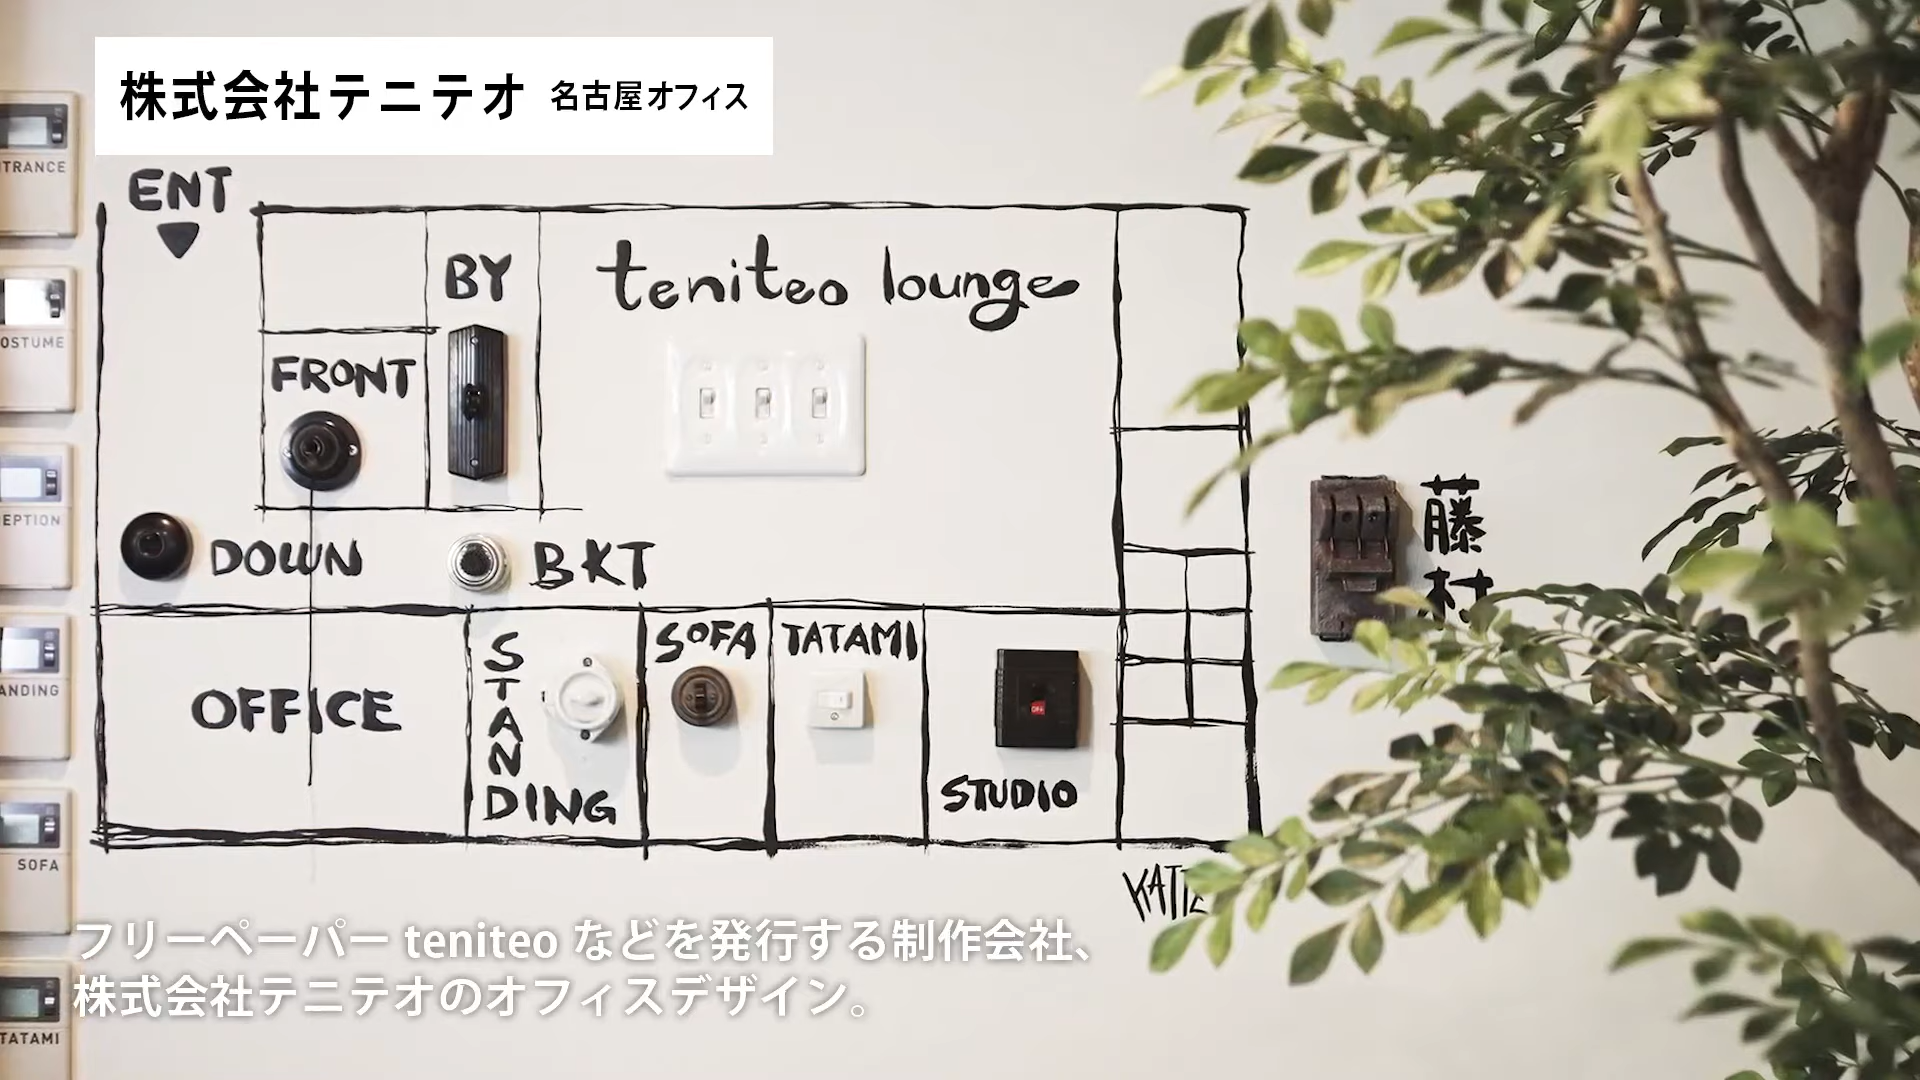 株式会社テニテオ 名古屋オフィス
TRANCE
ENT
BY
teniteo lounge
OSTUME
FRONT
藤村
EPTION
DOWN
BKT
SOFA
TATAMI
STANDING
ANDING
OFFICE
STUDIO
SOFA
フリーペーパー teniteo などを発行する制作会社、
株式会社テニテオのオフィスデザイン。
TATAMI